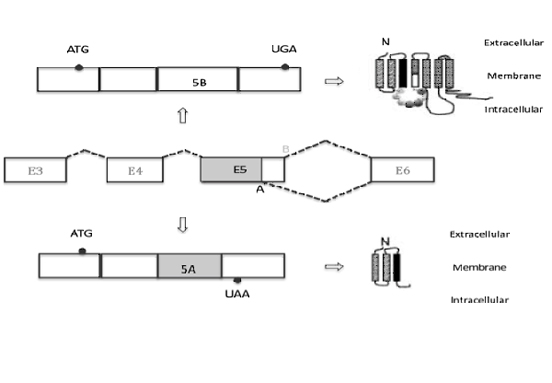 ATG
UGA
5B
N
Extracellular
Membrane
Intracellular
B
E3
E4
E5
E6
A
ATG
5A
UAA
N
Extracellular
Membrane
Intracellular